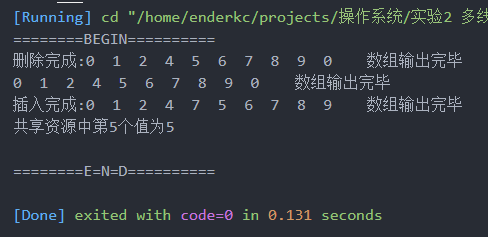 [Running] cd "/home/enderkc/projects/操作系统/实验2 多线
========BEGIN==========
删除完成:0 1 2 4 5 6 7 8 9 0 数组输出完毕
0 1 2 4 5 6 7 8 9 0 数组输出完毕
插入完成:0 1 2 4 7 5 6 7 8 9 数组输出完毕
共享资源中第5个值为5
========E=N=D==========
[Done] exited with code=0 in 0.131 seconds